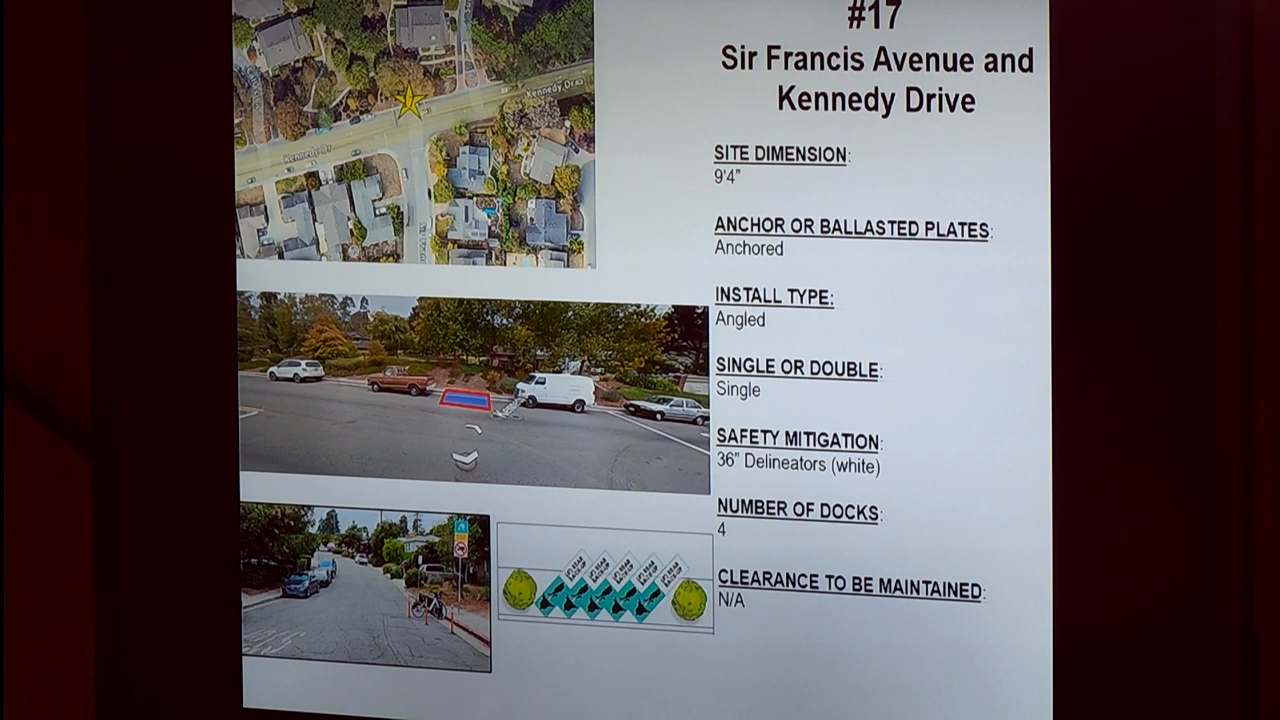 #17
Sir Francis Avenue and
Kennedy Drive
SITE DIMENSION:
9'4”
ANCHOR OR BALLASTED PLATES:
Anchored
INSTALL TYPE:
Angled
SINGLE OR DOUBLE:
Single
SAFETY MITIGATION:
36” Delineators (white)
NUMBER OF DOCKS:
4
CLEARANCE TO BE MAINTAINED:
N/A
Kennedy Dr
Kennedy Dr